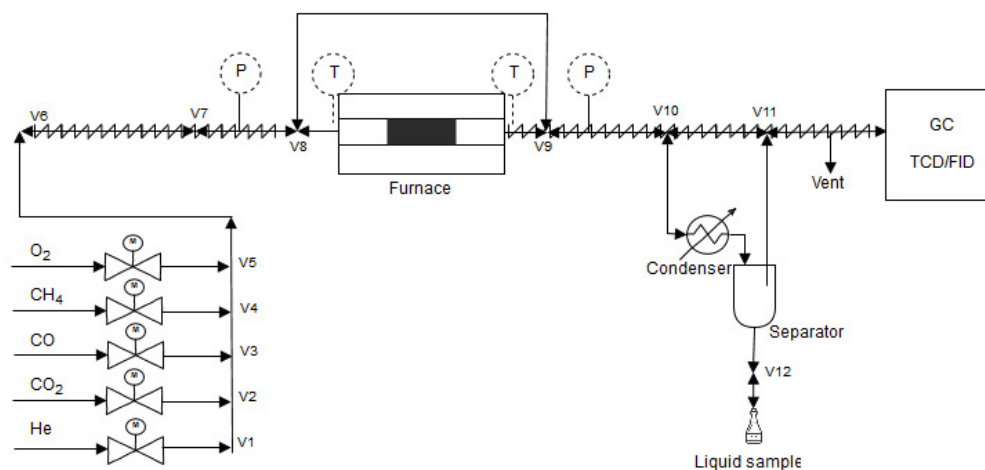 P
T
T
P
V6
V7
V8
V9
V10
V11
GC
TCD/FID
Furnace
Vent
O₂
M
V5
CH₄
M
V4
CO
M
V3
CO₂
M
V2
He
M
V1
Condenser
Separator
V12
Liquid sample